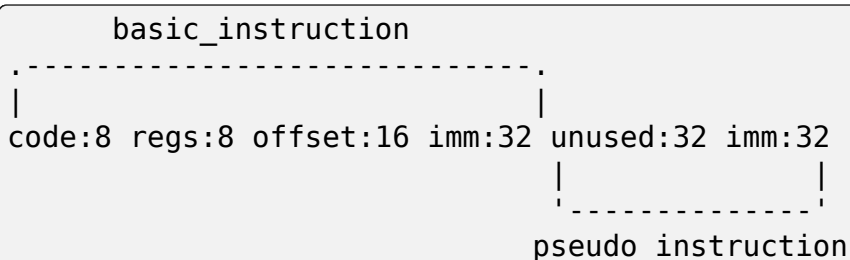 basic_instruction
.-----------------------------.
|                             |
code:8 regs:8 offset:16 imm:32 unused:32 imm:32
|              |
'--------------'
pseudo instruction